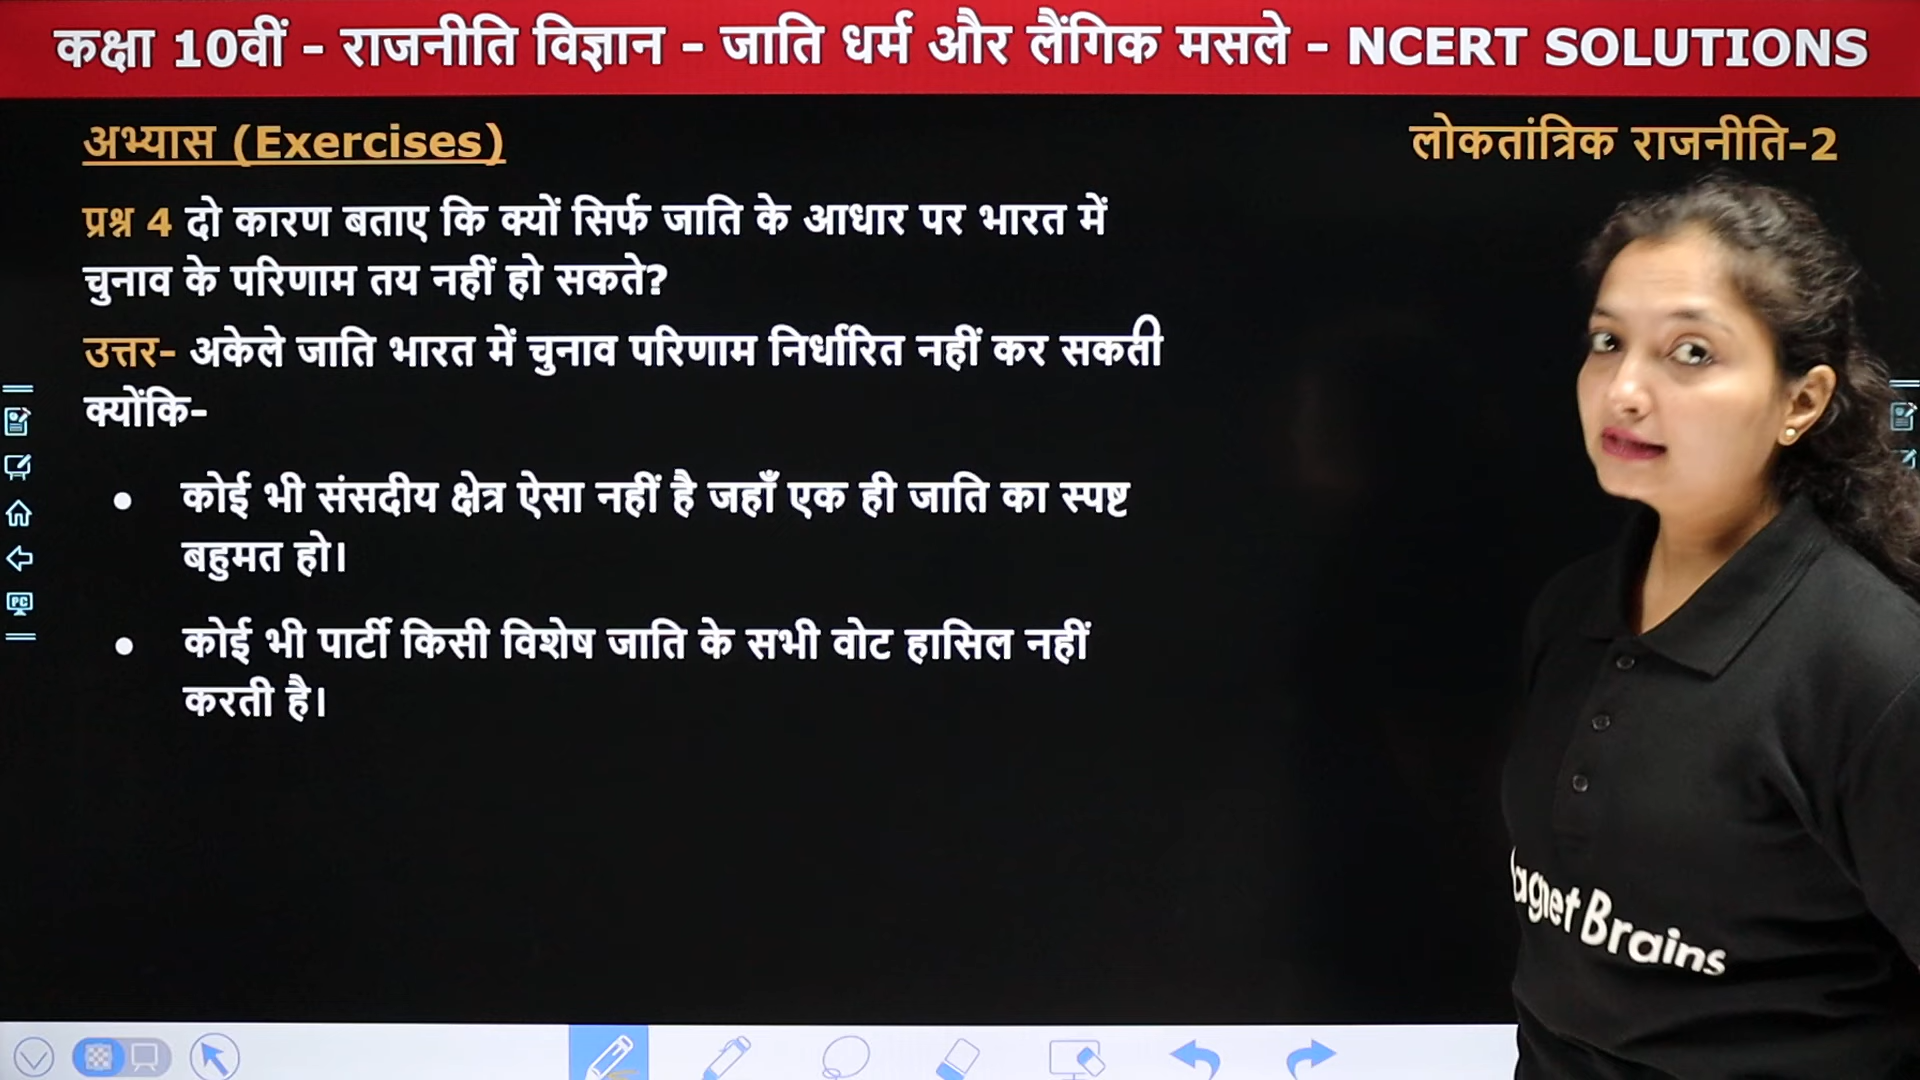 कक्षा 10वीं - राजनीति विज्ञान - जाति धर्म और लैंगिक मसले - NCERT SOLUTIONS
अभ्यास (Exercises)
लोकतांत्रिक राजनीति-2
प्रश्न 4 दो कारण बताए कि क्यों सिर्फ जाति के आधार पर भारत में
चुनाव के परिणाम तय नहीं हो सकते?
उत्तर- अकेले जाति भारत में चुनाव परिणाम निर्धारित नहीं कर सकती
क्योंकि-
• कोई भी संसदीय क्षेत्र ऐसा नहीं है जहाँ एक ही जाति का स्पष्ट
बहुमत हो।
• कोई भी पार्टी किसी विशेष जाति के सभी वोट हासिल नहीं
करती है।
PC
agnet Brains